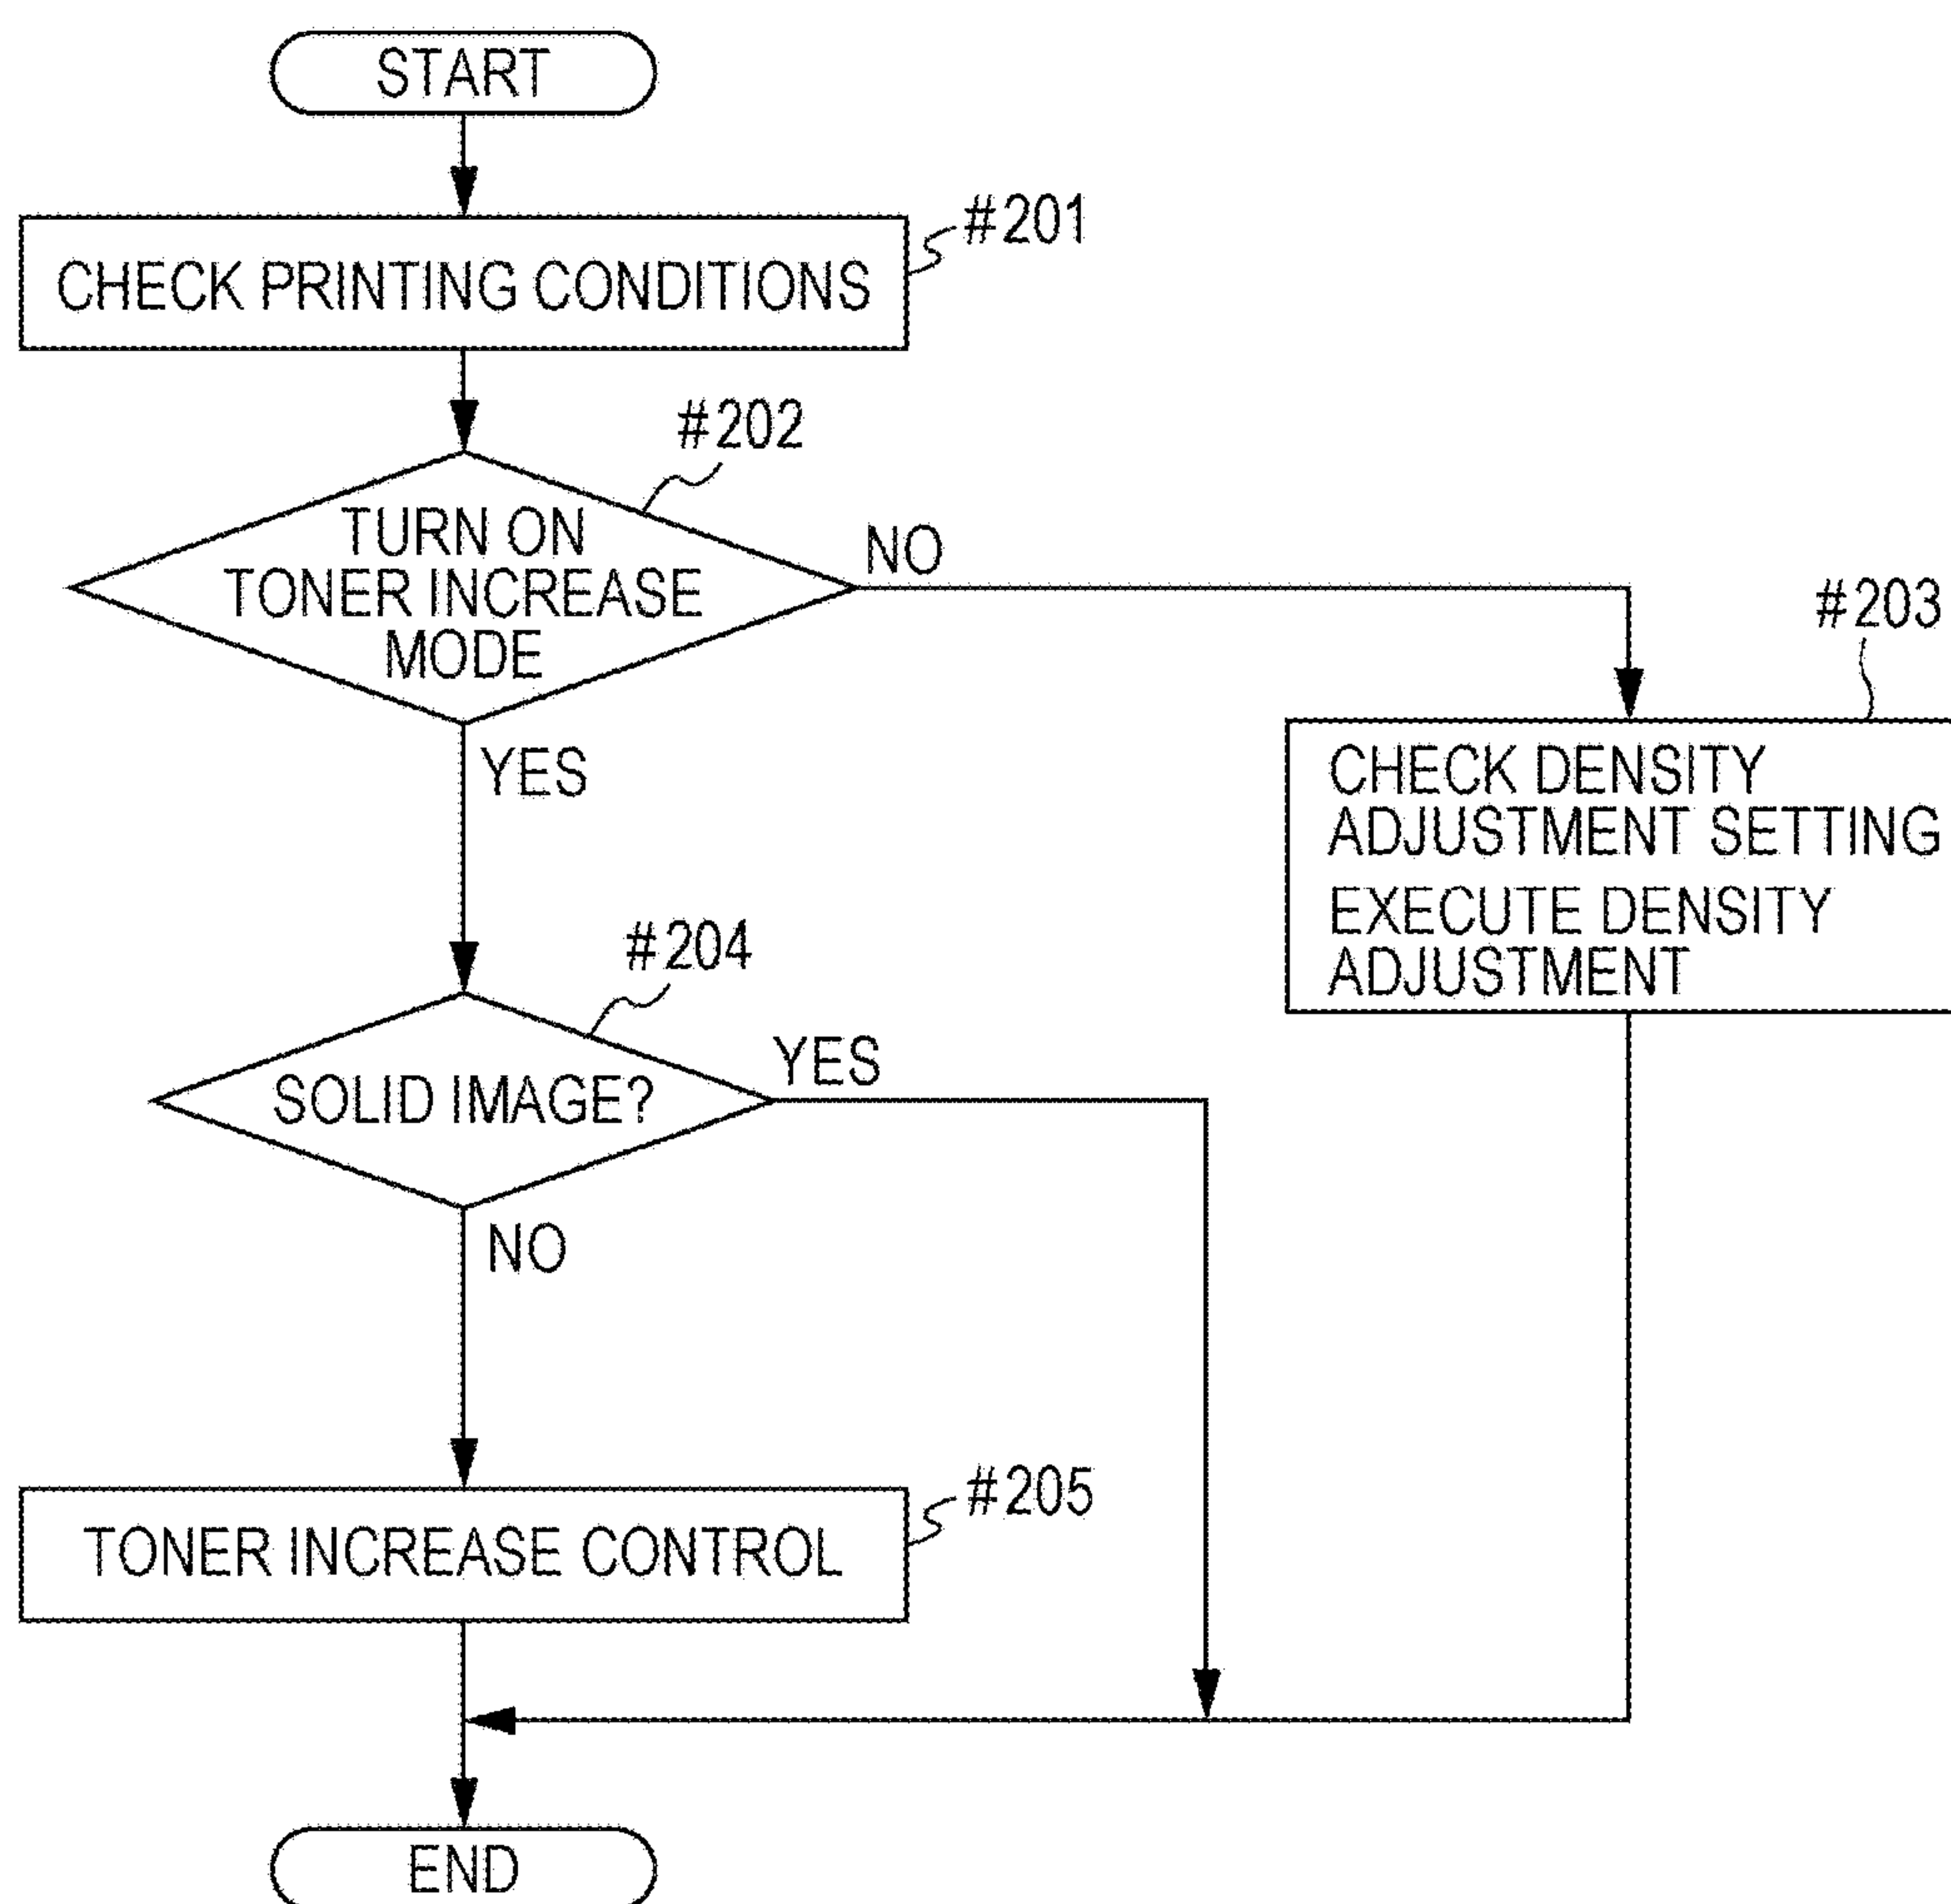 START
#201
CHECK PRINTING CONDITIONS
#202
TURN ON
TONER INCREASE
MODE
NO
YES
#203
CHECK DENSITY
ADJUSTMENT SETTING
EXECUTE DENSITY
ADJUSTMENT
#204
SOLID IMAGE?
YES
NO
#205
TONER INCREASE CONTROL
END